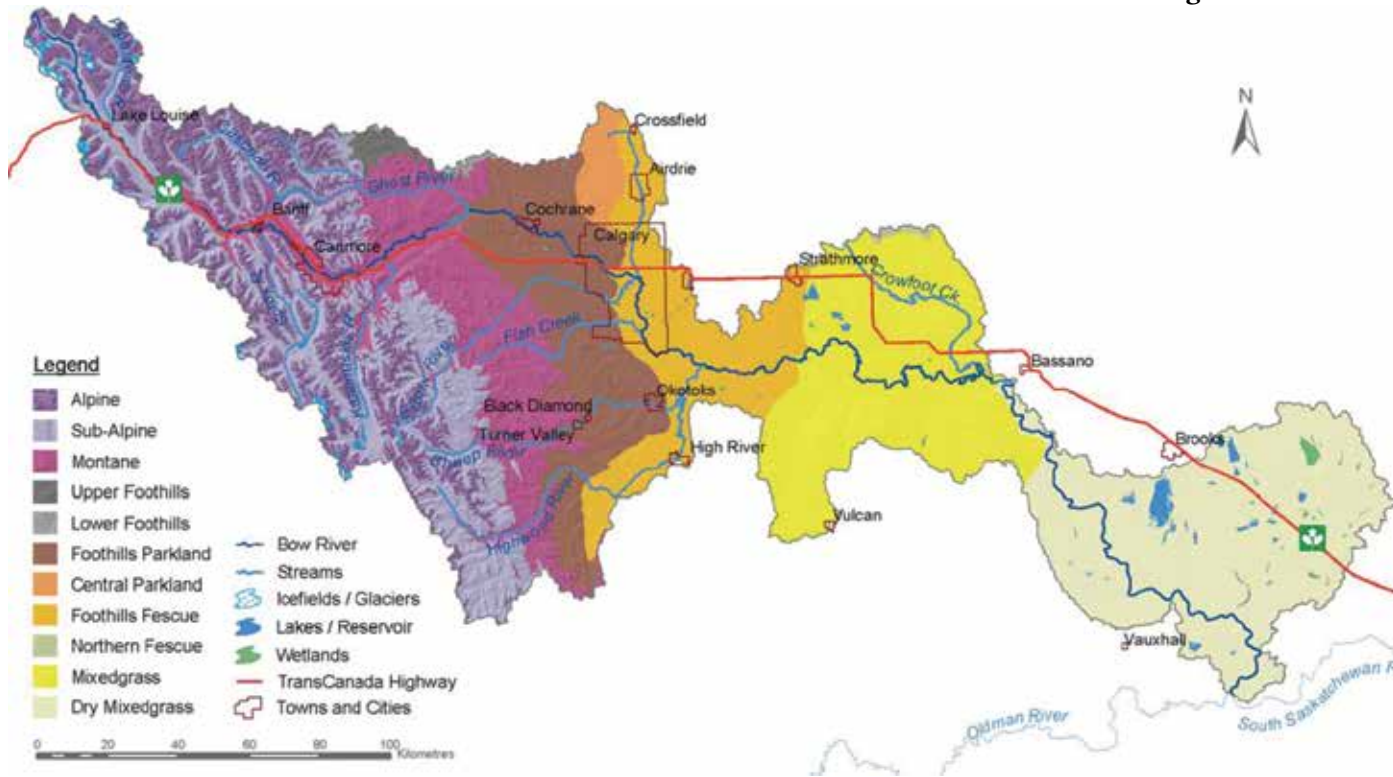 g
N
Crossfield
Airdrie
Lake Louise
Cascade R
Ghost River
Banff
Canmore
Cochrane
Calgary
Strathmore
Crowfoot Ck
Fish Creek
Bassano
Okotoks
Black Diamond
Turner Valley
Sheep River
High River
Highwood River
Vulcan
Brooks
Vauxhall
Oldman River
South Saskatchewan R
Legend
Alpine
Sub-Alpine
Montane
Upper Foothills
Lower Foothills
Foothills Parkland
Central Parkland
Foothills Fescue
Northern Fescue
Mixedgrass
Dry Mixedgrass
Bow River
Streams
Icefields / Glaciers
Lakes / Reservoir
Wetlands
TransCanada Highway
Towns and Cities
0 20 40 60 80 100
Kilometres